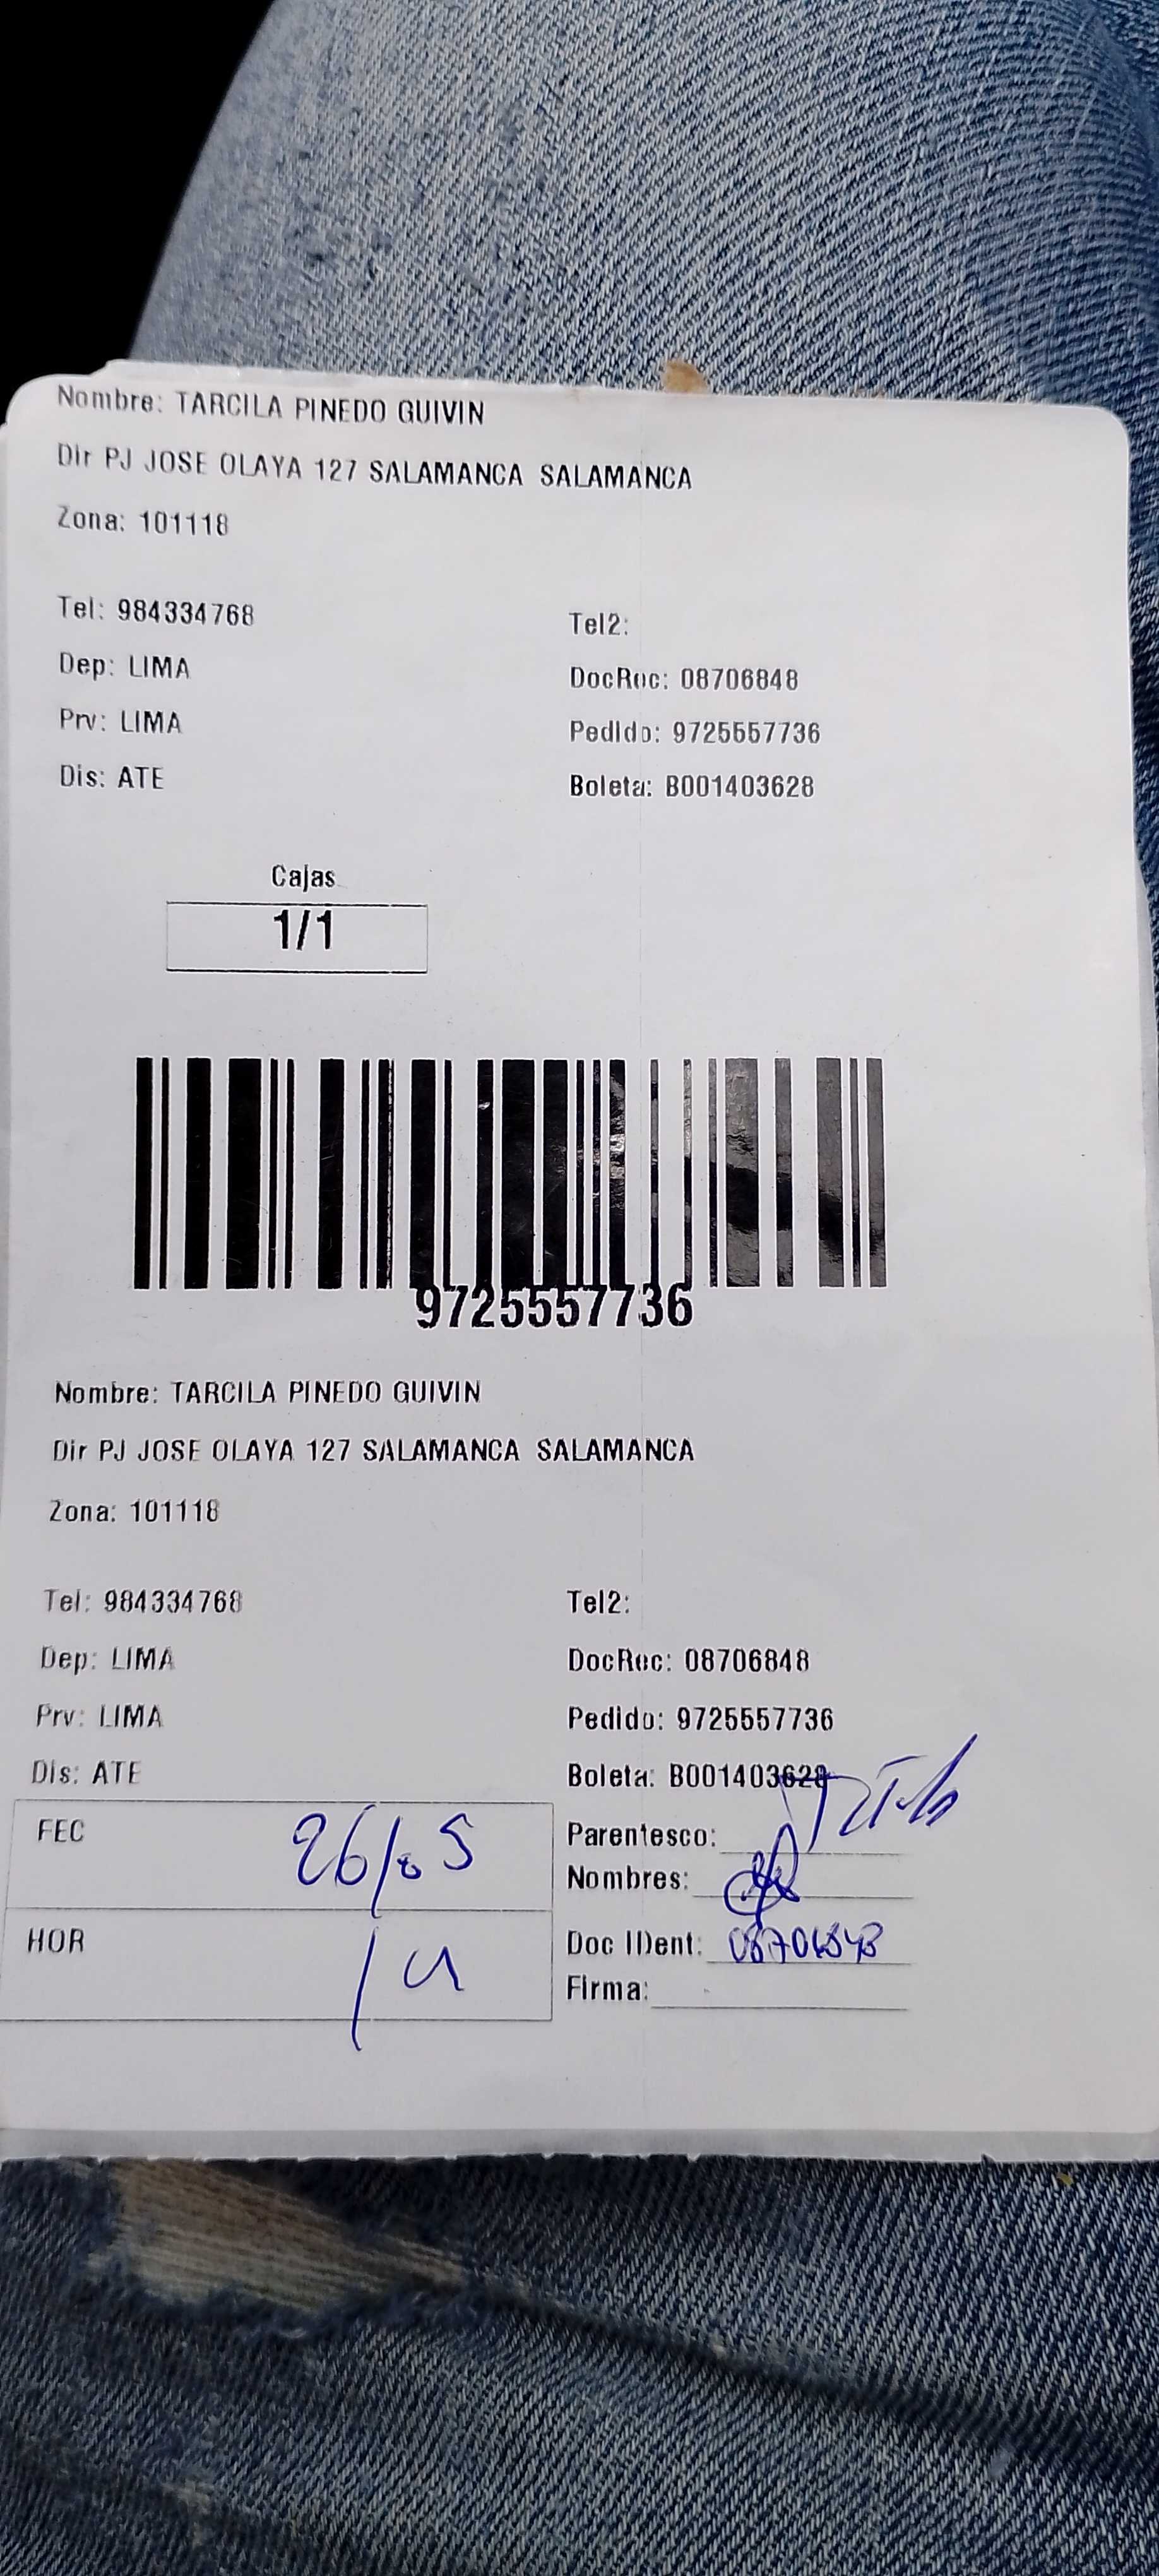 Nombre: TARCILA PINEDO GUIVIN
Dir PJ JOSE OLAYA 127 SALAMANCA SALAMANCA
Zona: 101118
Tel: 984334768 Tel2:
Dep: LIMA DocRec: 08706848
Prv: LIMA Pedido: 9725557736
Dis: ATE Boleta: B001403628
Cajas
1/1
9725557736
Nombre: TARCILA PINEDO GUIVIN
Dir PJ JOSE OLAYA 127 SALAMANCA SALAMANCA
Zona: 101118
Tel: 984334768 Tel2:
Dep: LIMA DocRec: 08706848
Prv: LIMA Pedido: 9725557736
Dis: ATE Boleta: B001403628
FEC 26/05 Parentesco:
Nombres:
HOR Doc IDent:
Firma: